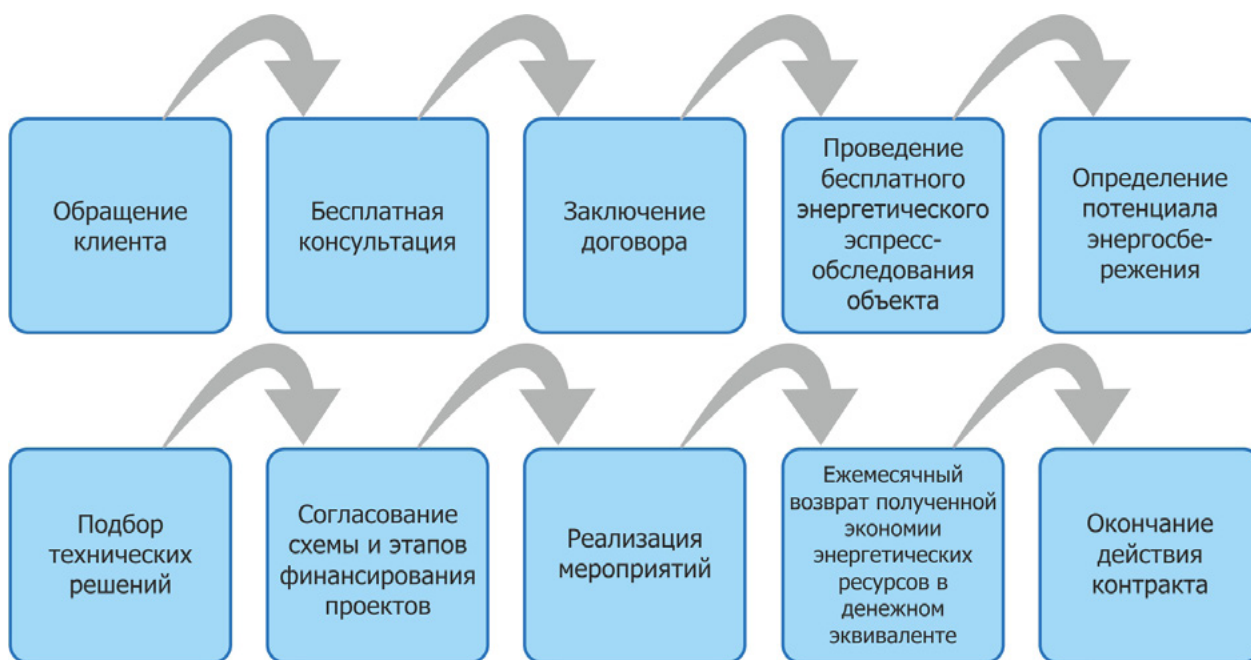 Обращение
клиента
Бесплатная
консультация
Заключение
договора
Проведение
бесплатного
энергетического
эспресс-
обследования
объекта
Определение
потенциала
энергосбе-
режения
Подбор
технических
решений
Согласование
схемы и этапов
финансирования
проектов
Реализация
мероприятий
Ежемесячный
возврат полученной
экономии
энергетических
ресурсов в
денежном
эквиваленте
Окончание
действия
контракта